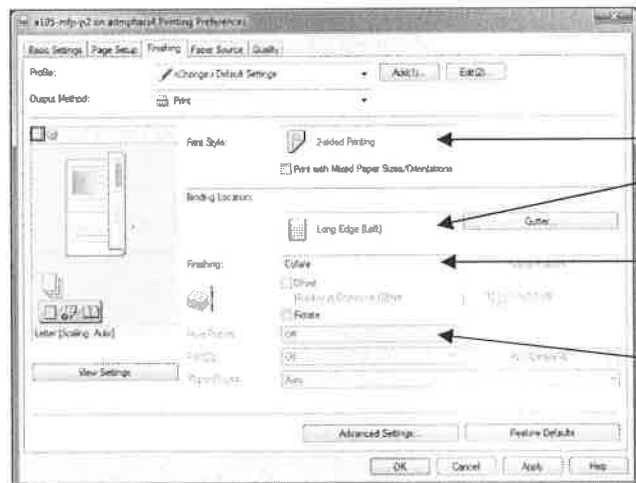 a105-mfp-p2 on admpharos4 Printing Preferences
Basic Settings Page Setup Finishing Paper Source Quality
Profile: <Change> Default Settings Add(1)... Edit(2)...
Output Method: Print
Print Style: 2-sided Printing
Print with Mixed Paper Sizes/Orientations
Binding Location:
Long Edge [Left] Gutter...
Finishing: Collate
Offset
Rotate
Off
Letter [Scaling: Auto]
Off
View Settings
Auto
Advanced Settings... Restore Defaults
OK Cancel Apply Help